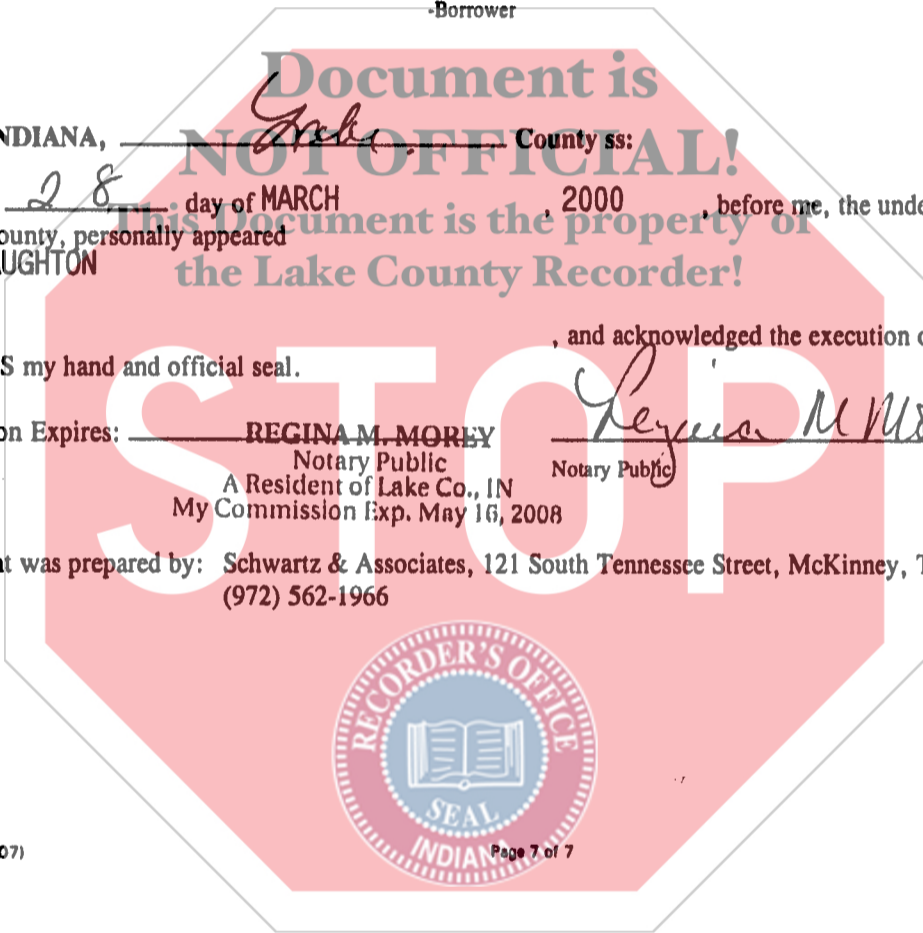 -Borrower
Document is
NDIANA, Lake County ss:
NOT OFFICIAL!
28 day of MARCH , 2000 , before me, the unde
This Document is the property of
ounty, personally appeared
UGHTON
the Lake County Recorder!
, and acknowledged the execution o
S my hand and official seal.
STOP
on Expires: REGINA M. MOREY Regina M Mo
Notary Public Notary Public
A Resident of Lake Co., IN
My Commission Exp. May 16, 2008
t was prepared by: Schwartz & Associates, 121 South Tennessee Street, McKinney, T
(972) 562-1966
RECORDER'S OFFICE
SEAL
INDIANA
07) Page 7 of 7